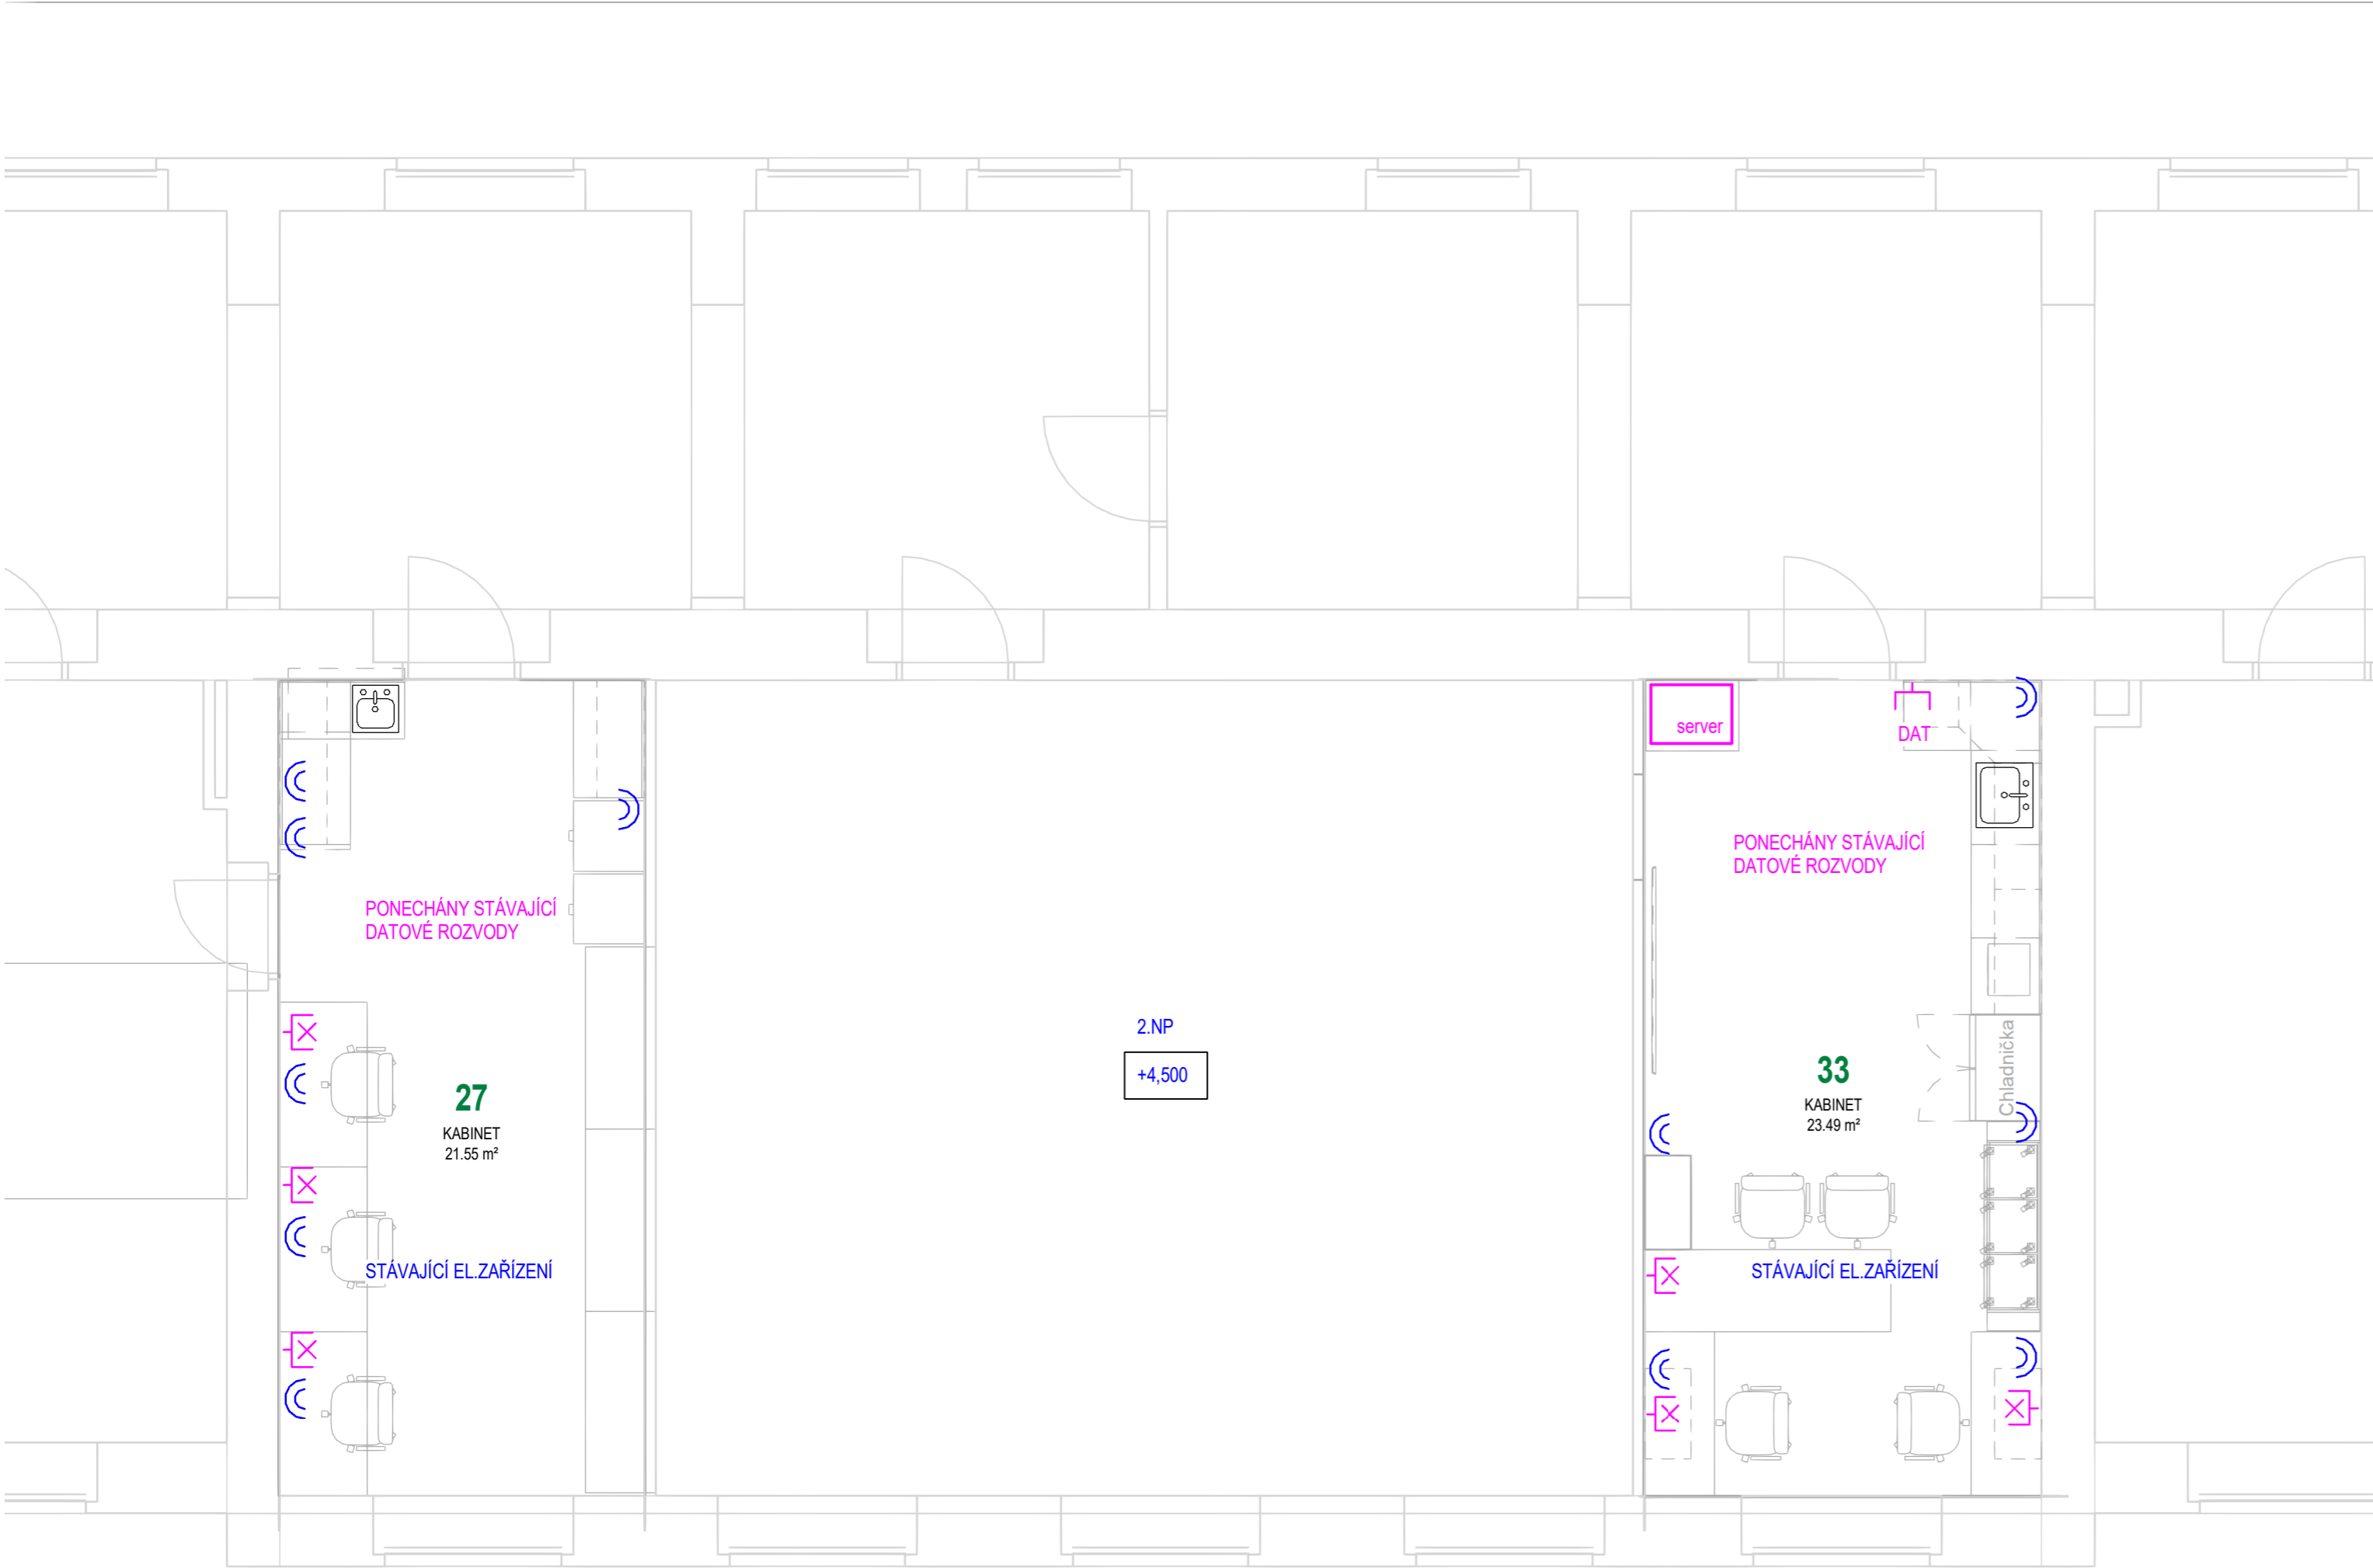 server
DAT
PONECHÁNY STÁVAJÍCÍ
DATOVÉ ROZVODY
PONECHÁNY STÁVAJÍCÍ
DATOVÉ ROZVODY
2.NP
+4,500
Chladnička
27
KABINET
21.55 m²
33
KABINET
23.49 m²
STÁVAJÍCÍ EL.ZAŘÍZENÍ
STÁVAJÍCÍ EL.ZAŘÍZENÍ